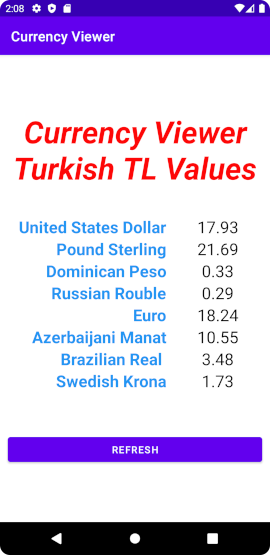 2:08
Currency Viewer
Currency Viewer
Turkish TL Values
United States Dollar 17.93
Pound Sterling 21.69
Dominican Peso 0.33
Russian Rouble 0.29
Euro 18.24
Azerbaijani Manat 10.55
Brazilian Real 3.48
Swedish Krona 1.73
REFRESH